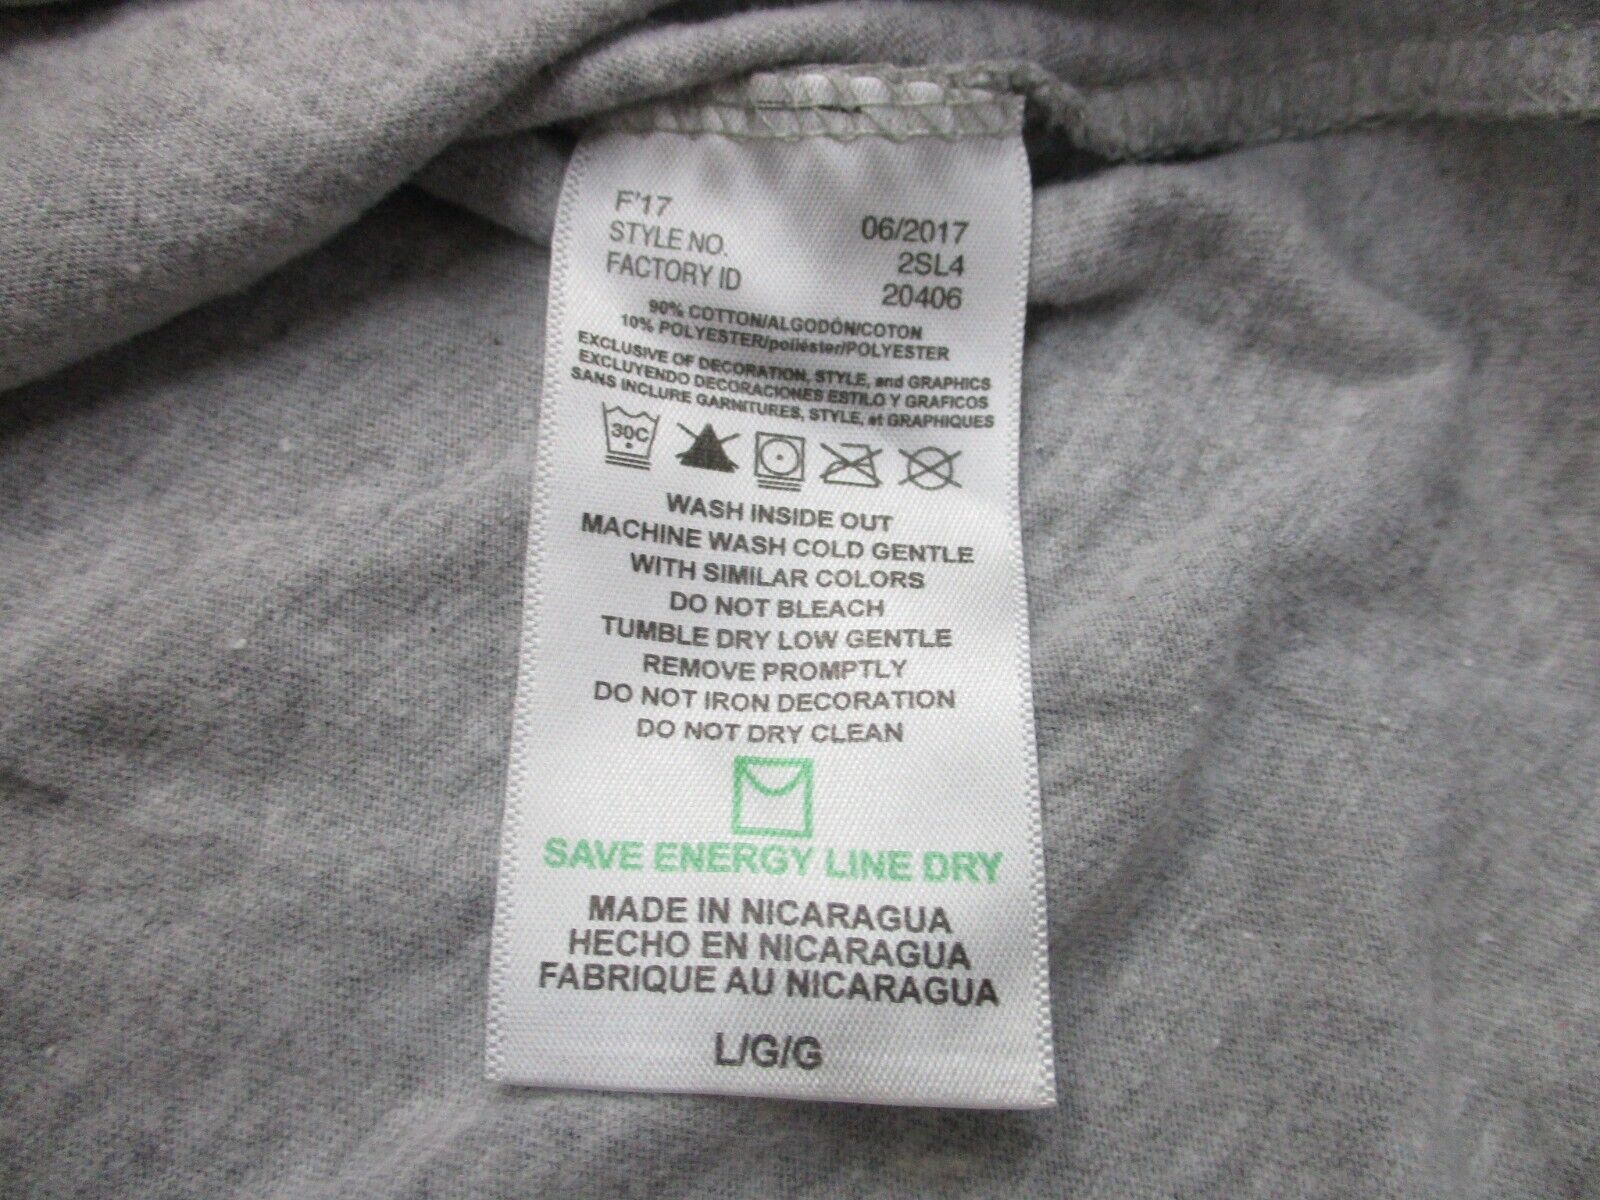 F'17 06/2017
STYLE NO. 2SL4
FACTORY ID 20406
90% COTTON/ALGODÓN/COTON
10% POLYESTER/poliéster/POLYESTER
EXCLUSIVE OF DECORATION, STYLE, and GRAPHICS
EXCLUYENDO DECORACIONES ESTILO Y GRAFICOS
SANS INCLURE GARNITURES, STYLE, et GRAPHIQUES
30C
WASH INSIDE OUT
MACHINE WASH COLD GENTLE
WITH SIMILAR COLORS
DO NOT BLEACH
TUMBLE DRY LOW GENTLE
REMOVE PROMPTLY
DO NOT IRON DECORATION
DO NOT DRY CLEAN
SAVE ENERGY LINE DRY
MADE IN NICARAGUA
HECHO EN NICARAGUA
FABRIQUE AU NICARAGUA
L/G/G